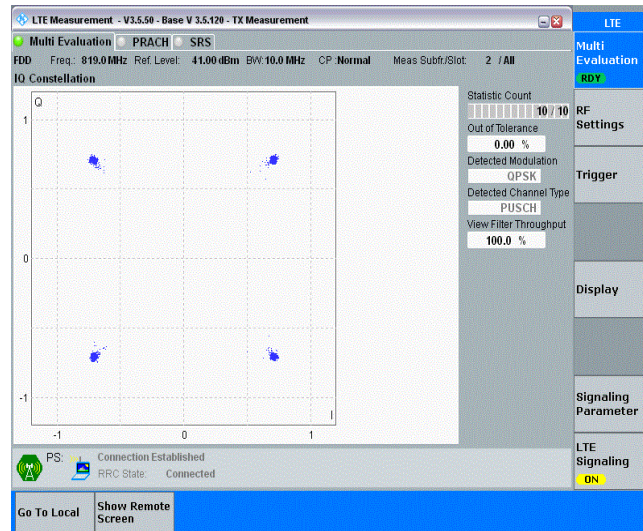 LTE Measurement - V3.5.50 - Base V 3.5.120 - TX Measurement
LTE
Multi Evaluation PRACH SRS
FDD Freq.: 819.0 MHz Ref. Level: 41.00 dBm BW: 10.0 MHz CP: Normal Meas Subfr./Slot: 2 / All
IQ Constellation
Q
1
0
-1
I
-1 0 1
Statistic Count
10 / 10
Out of Tolerance
0.00 %
Detected Modulation
QPSK
Detected Channel Type
PUSCH
View Filter Throughput
100.0 %
Multi
Evaluation
RDY
RF
Settings
Trigger
Display
Signaling
Parameter
LTE
Signaling
ON
PS: Connection Established
RRC State: Connected
Go To Local
Show Remote
Screen